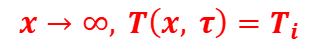 x → ∞, T(x, τ) = Tᵢ